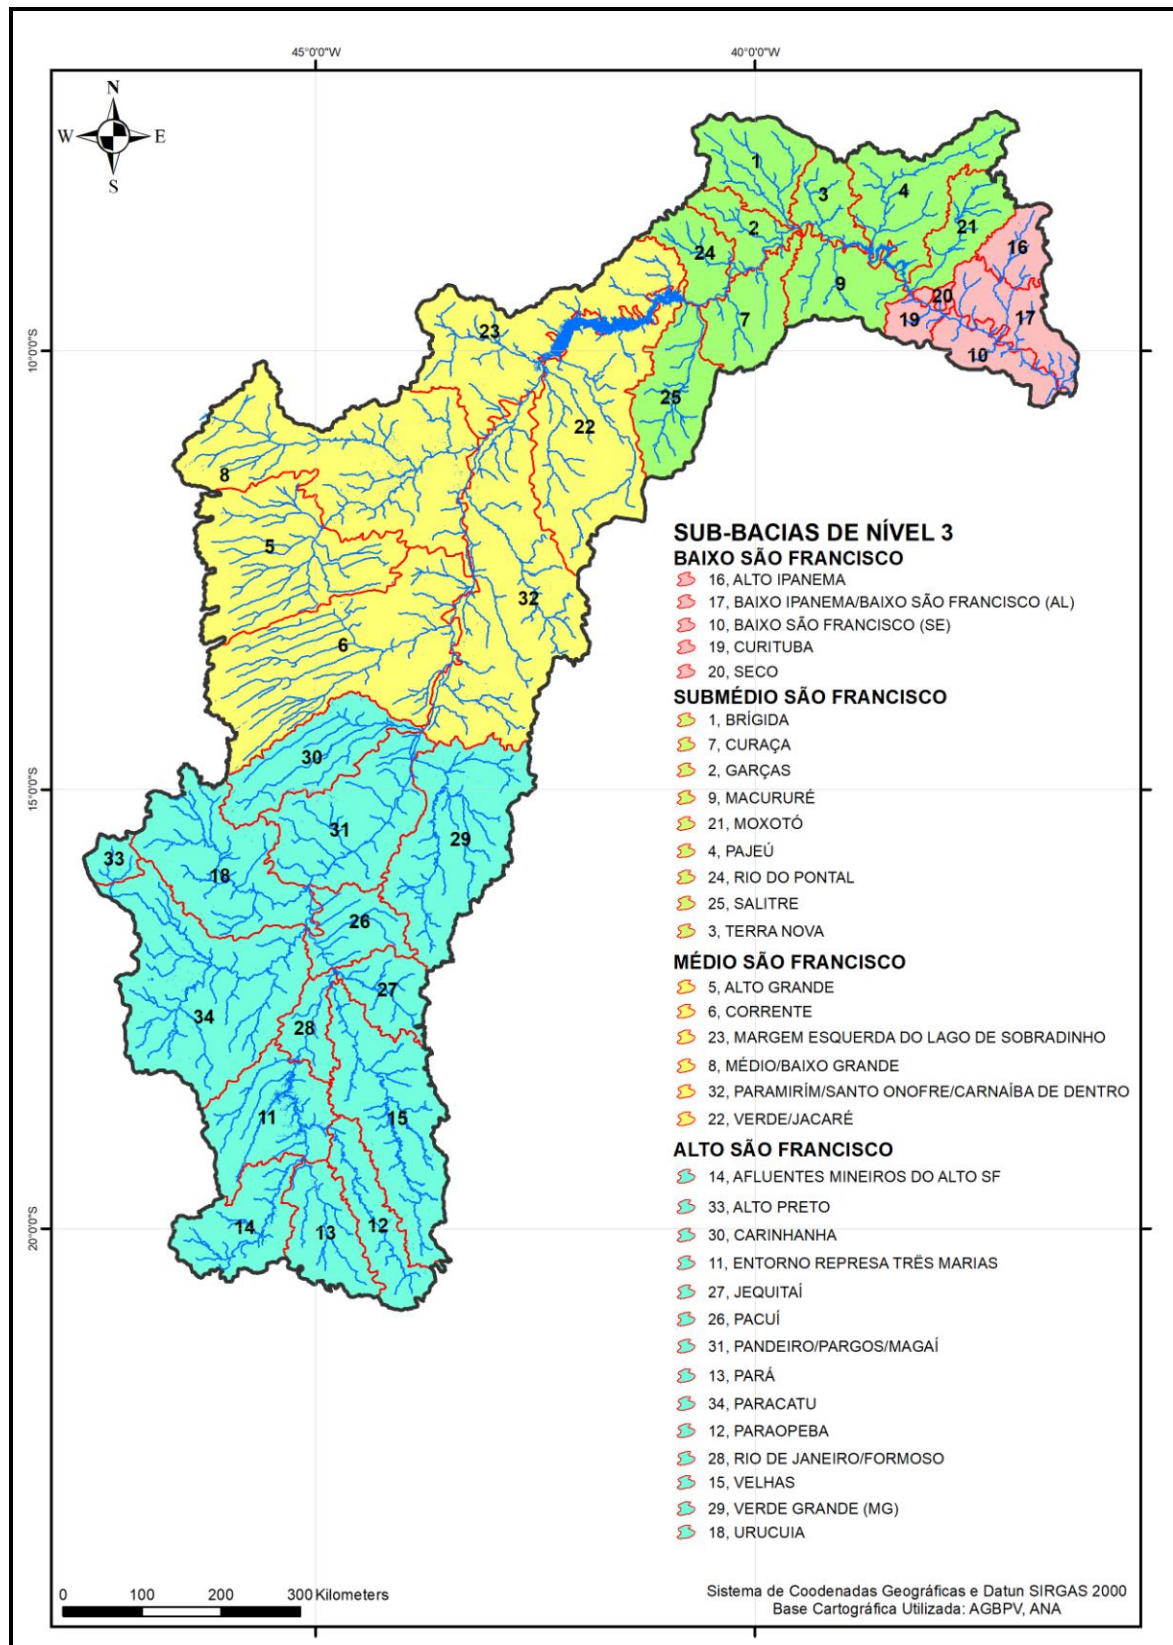 45°0'0"W
40°0'0"W
N
W
E
S
1
3
4
2
21
16
24
9
20
17
7
19
10
23
25
22
8
5
32
6
10°0'0"S
SUB-BACIAS DE NÍVEL 3
BAIXO SÃO FRANCISCO
16, ALTO IPANEMA
17, BAIXO IPANEMA/BAIXO SÃO FRANCISCO (AL)
10, BAIXO SÃO FRANCISCO (SE)
19, CURITUBA
20, SECO
SUBMÉDIO SÃO FRANCISCO
1, BRÍGIDA
7, CURAÇA
2, GARÇAS
9, MACURURÉ
21, MOXOTÓ
4, PAJEÚ
24, RIO DO PONTAL
25, SALITRE
3, TERRA NOVA
MÉDIO SÃO FRANCISCO
5, ALTO GRANDE
6, CORRENTE
23, MARGEM ESQUERDA DO LAGO DE SOBRADINHO
8, MÉDIO/BAIXO GRANDE
32, PARAMIRÍM/SANTO ONOFRE/CARNAÍBA DE DENTRO
22, VERDE/JACARÉ
ALTO SÃO FRANCISCO
14, AFLUENTES MINEIROS DO ALTO SF
33, ALTO PRETO
30, CARINHANHA
11, ENTORNO REPRESA TRÊS MARIAS
27, JEQUITAÍ
26, PACUÍ
31, PANDEIRO/PARGOS/MAGAÍ
13, PARÁ
34, PARACATU
12, PARAOPEBA
28, RIO DE JANEIRO/FORMOSO
15, VELHAS
29, VERDE GRANDE (MG)
18, URUCUIA
30
15°0'0"S
31
29
33
18
26
27
34
28
11
15
20°0'0"S
14
13
12
0 100 200 300 Kilometers
Sistema de Coodenadas Geográficas e Datun SIRGAS 2000
Base Cartográfica Utilizada: AGBPV, ANA